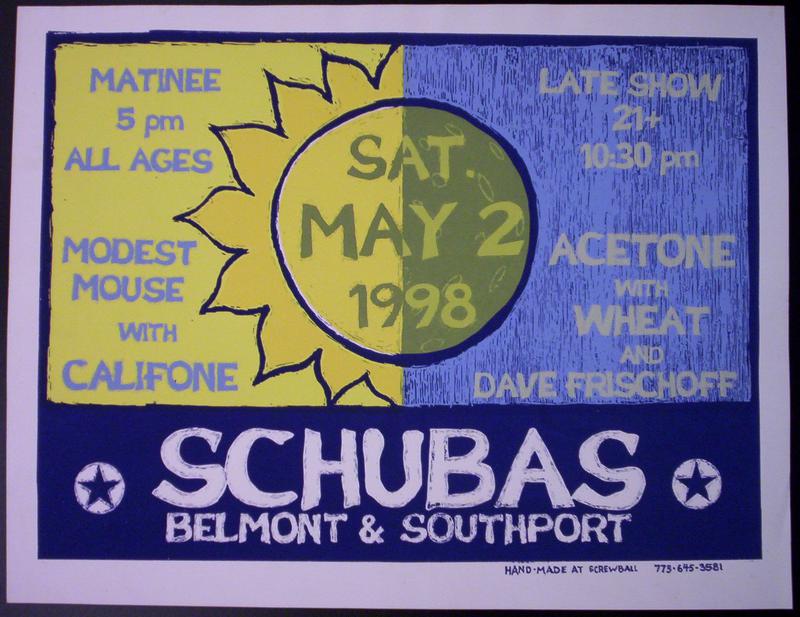 MATINEE
5 pm
ALL AGES
MODEST
MOUSE
WITH
CALIFONE
SAT.
MAY 2
1998
LATE SHOW
21+
10:30 pm
ACETONE
WITH
WHEAT
AND
DAVE FRISCHOFF
SCHUBAS
BELMONT & SOUTHPORT
HAND-MADE AT SCREWBALL 773-645-3581